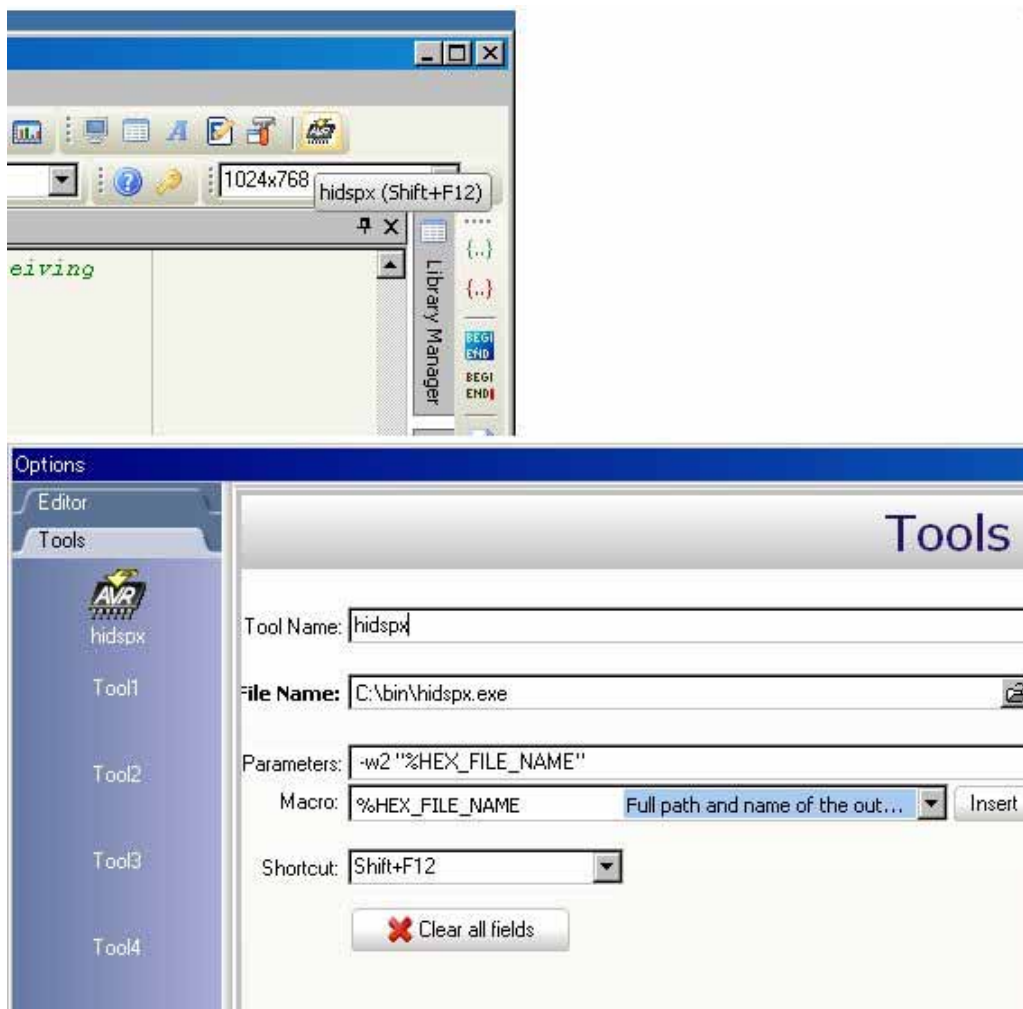 1024x768
hidspx (Shift+F12)
eiving
{..}
{..}
Library Manager
BEGI
END
BEGI
END
Options
Editor
Tools
Tools
AVR
hidspx
Tool Name: hidspx
Tool1
File Name: C:\bin\hidspx.exe
Parameters: -w2 "%HEX_FILE_NAME"
Tool2
Macro: %HEX_FILE_NAME Full path and name of the out... Insert
Tool3
Shortcut: Shift+F12
Clear all fields
Tool4